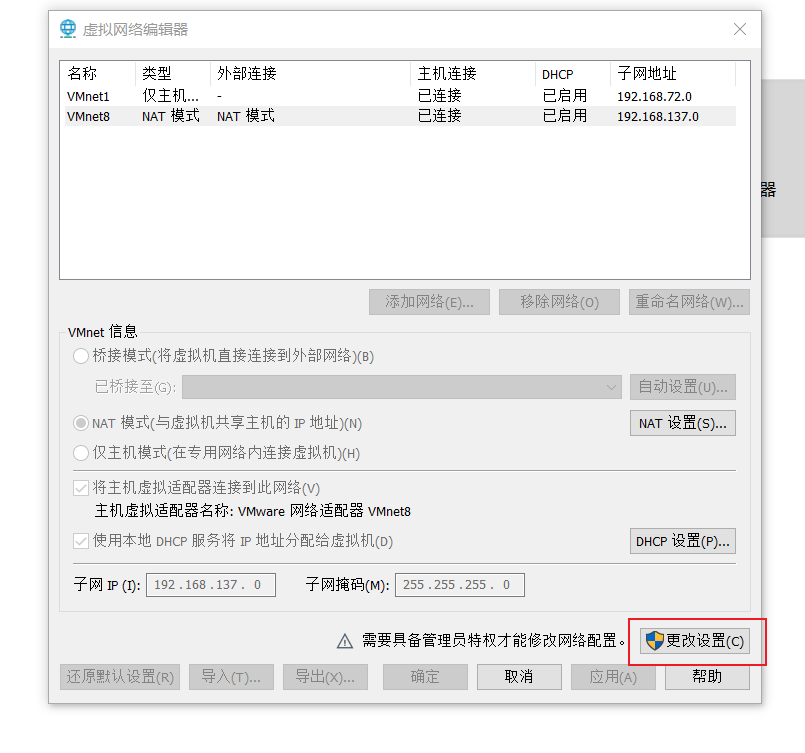 虚拟网络编辑器
名称 类型 外部连接 主机连接 DHCP 子网地址
VMnet1 仅主机... - 已连接 已启用 192.168.72.0
VMnet8 NAT 模式 NAT 模式 已连接 已启用 192.168.137.0
器
添加网络(E)... 移除网络(O) 重命名网络(W)...
VMnet 信息
桥接模式(将虚拟机直接连接到外部网络)(B)
已桥接至(G): 自动设置(U)...
NAT 模式(与虚拟机共享主机的 IP 地址)(N) NAT 设置(S)...
仅主机模式(在专用网络内连接虚拟机)(H)
将主机虚拟适配器连接到此网络(V)
主机虚拟适配器名称: VMware 网络适配器 VMnet8
使用本地 DHCP 服务将 IP 地址分配给虚拟机(D) DHCP 设置(P)...
子网 IP (I): 192.168.137. 0 子网掩码(M): 255.255.255. 0
需要具备管理员特权才能修改网络配置。 更改设置(C)
还原默认设置(R) 导入(T)... 导出(X)... 确定 取消 应用(A) 帮助